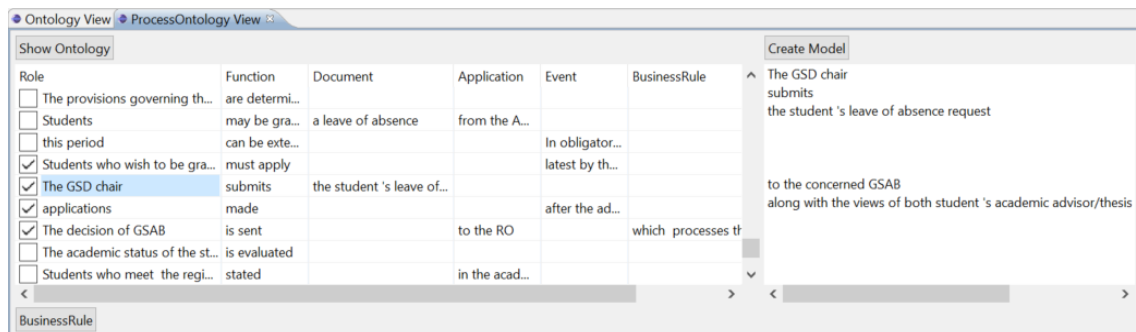 Ontology View ProcessOntology View
Show Ontology Create Model
Role Function Document Application Event BusinessRule
The provisions governing th... are determi...
Students may be gra... a leave of absence from the A...
this period can be exte... In obligator...
Students who wish to be gra... must apply latest by th...
The GSD chair submits the student 's leave of...
applications made after the ad...
The decision of GSAB is sent to the RO which processes th
The academic status of the st... is evaluated
Students who meet the regi... stated in the acad...
The GSD chair
submits
the student 's leave of absence request
to the concerned GSAB
along with the views of both student 's academic advisor/thesis
BusinessRule